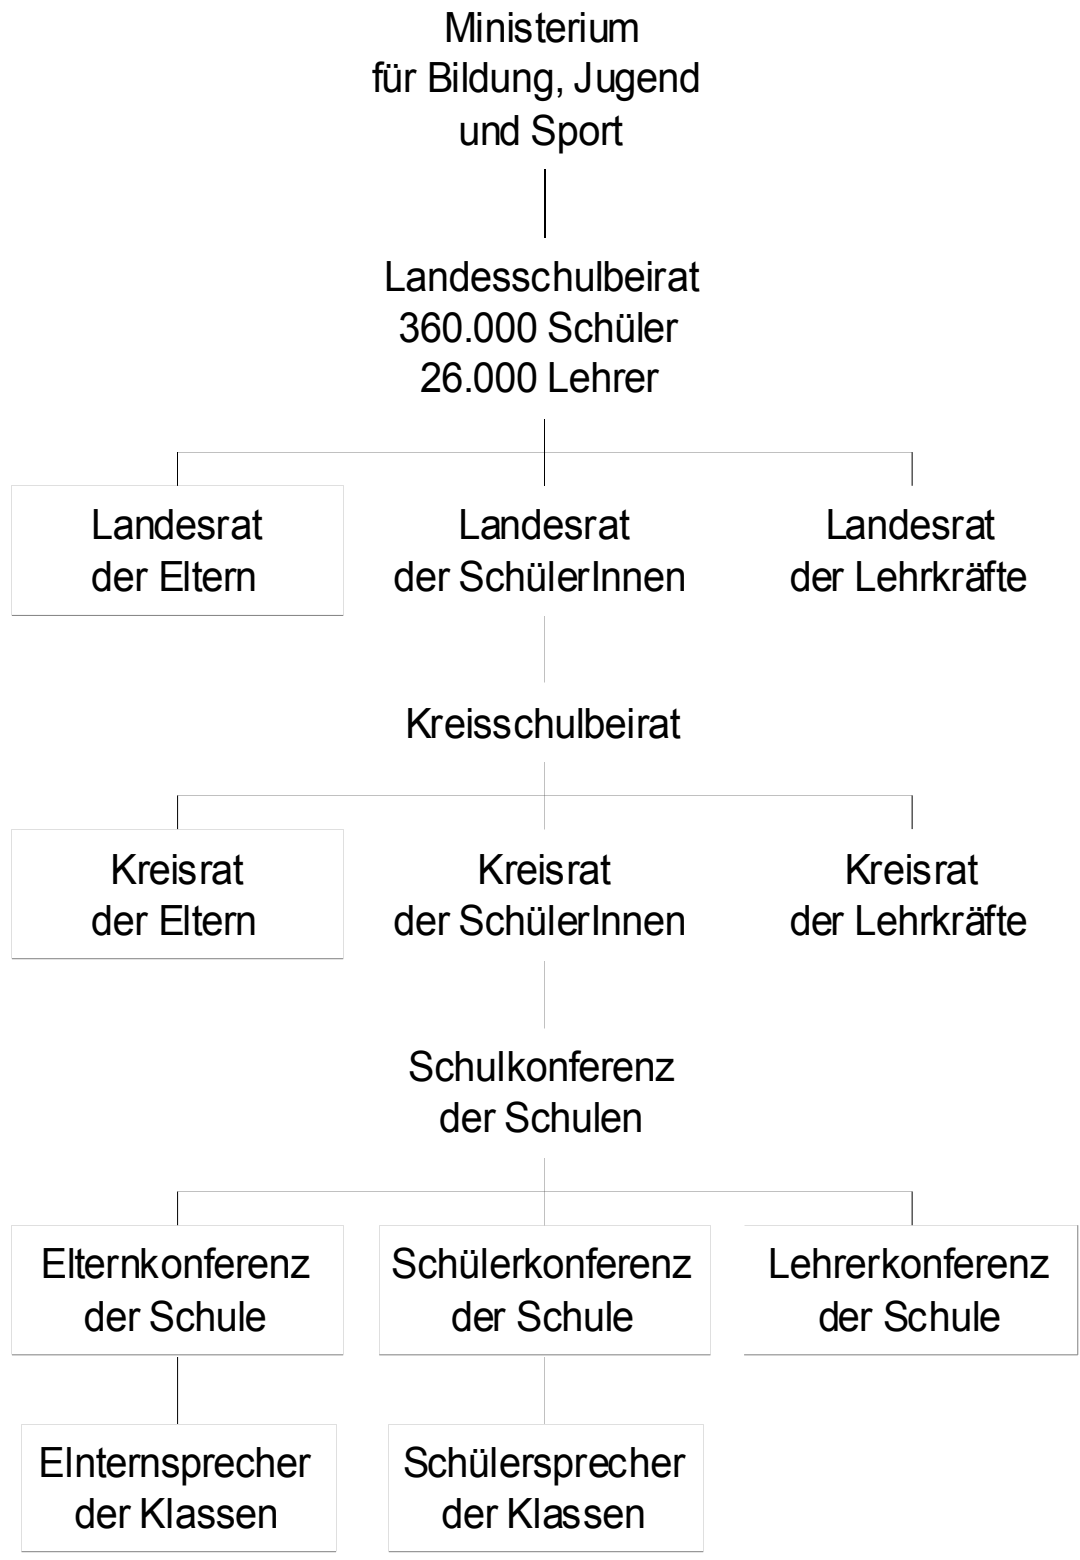 Ministerium
für Bildung, Jugend
und Sport
Landesschulbeirat
360.000 Schüler
26.000 Lehrer
Landesrat
der Eltern
Landesrat
der SchülerInnen
Landesrat
der Lehrkräfte
Kreisschulbeirat
Kreisrat
der Eltern
Kreisrat
der SchülerInnen
Kreisrat
der Lehrkräfte
Schulkonferenz
der Schulen
Elternkonferenz
der Schule
Schülerkonferenz
der Schule
Lehrerkonferenz
der Schule
Elnternsprecher
der Klassen
Schülersprecher
der Klassen